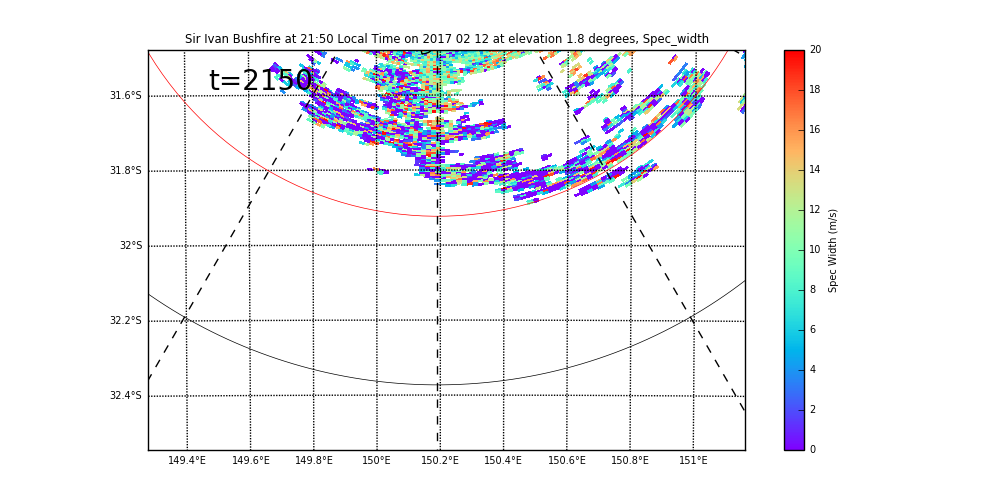 Sir Ivan Bushfire at 21:50 Local Time on 2017 02 12 at elevation 1.8 degrees, Spec_width
t=2150
31.6°S
31.8°S
32°S
32.2°S
32.4°S
149.4°E 149.6°E 149.8°E 150°E 150.2°E 150.4°E 150.6°E 150.8°E 151°E
20
18
16
14
12
10
8
6
4
2
0
Spec Width (m/s)